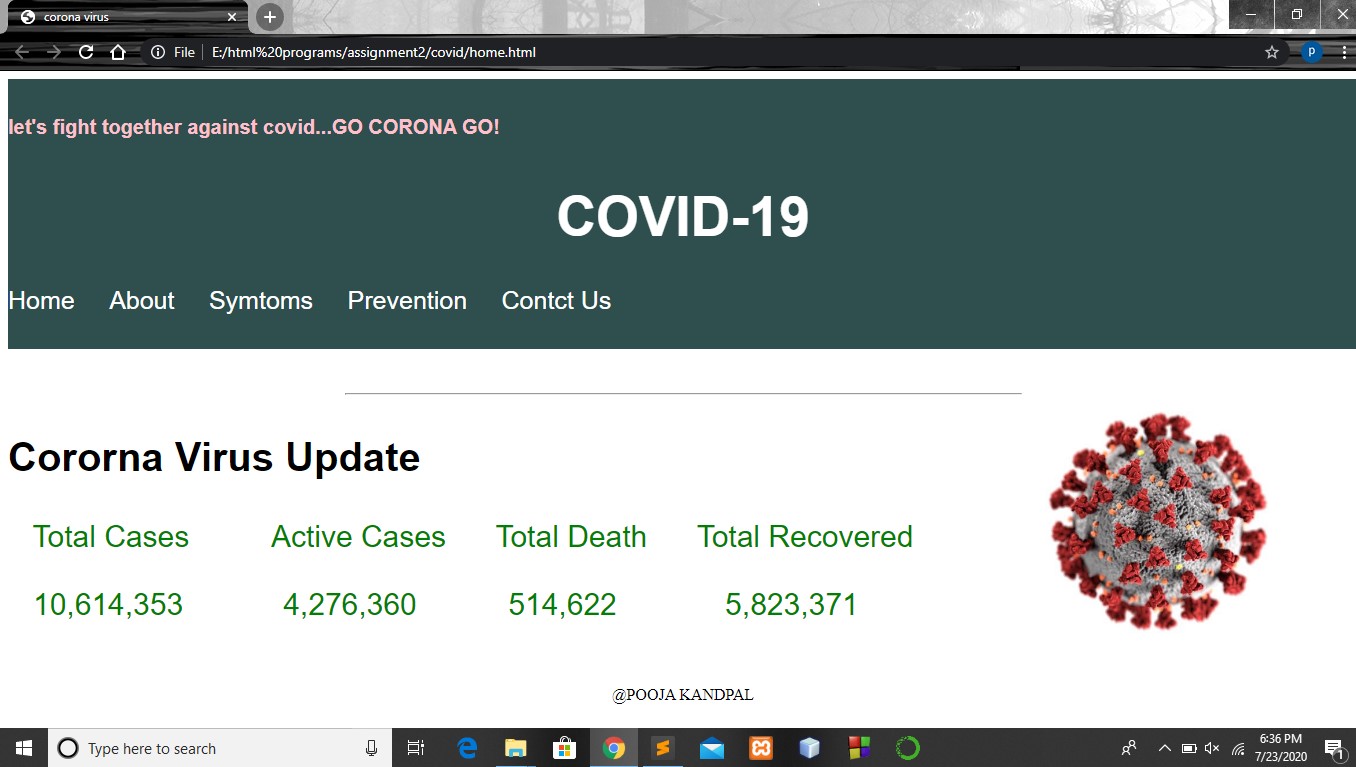 corona virus
File E:/html%20programs/assignment2/covid/home.html
p
let's fight together against covid...GO CORONA GO!
COVID-19
Home About Symtoms Prevention Contct Us
Cororna Virus Update
Total Cases Active Cases Total Death Total Recovered
10,614,353 4,276,360 514,622 5,823,371
@POOJA KANDPAL
Type here to search
6:36 PM
7/23/2020
1